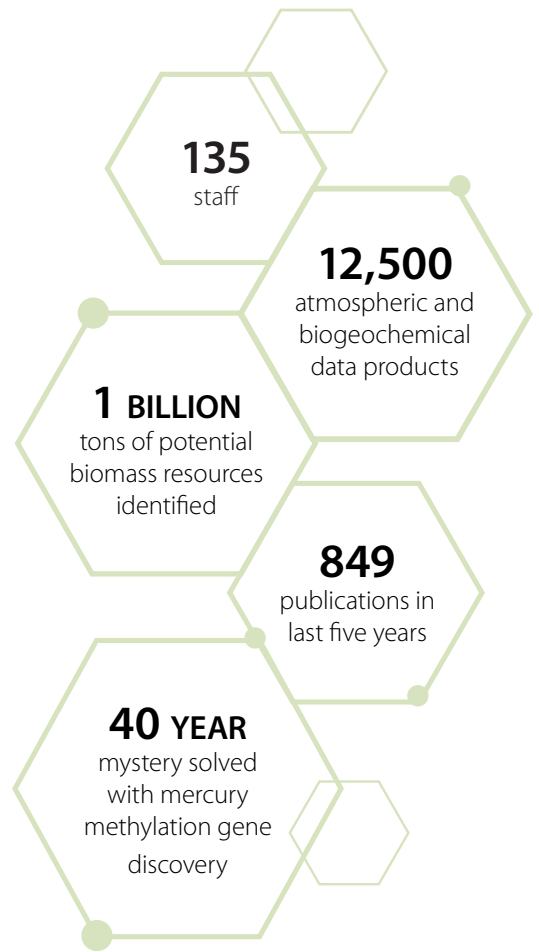 135
staff
12,500
atmospheric and
biogeochemical
data products
1 BILLION
tons of potential
biomass resources
identified
849
publications in
last five years
40 YEAR
mystery solved
with mercury
methylation gene
discovery